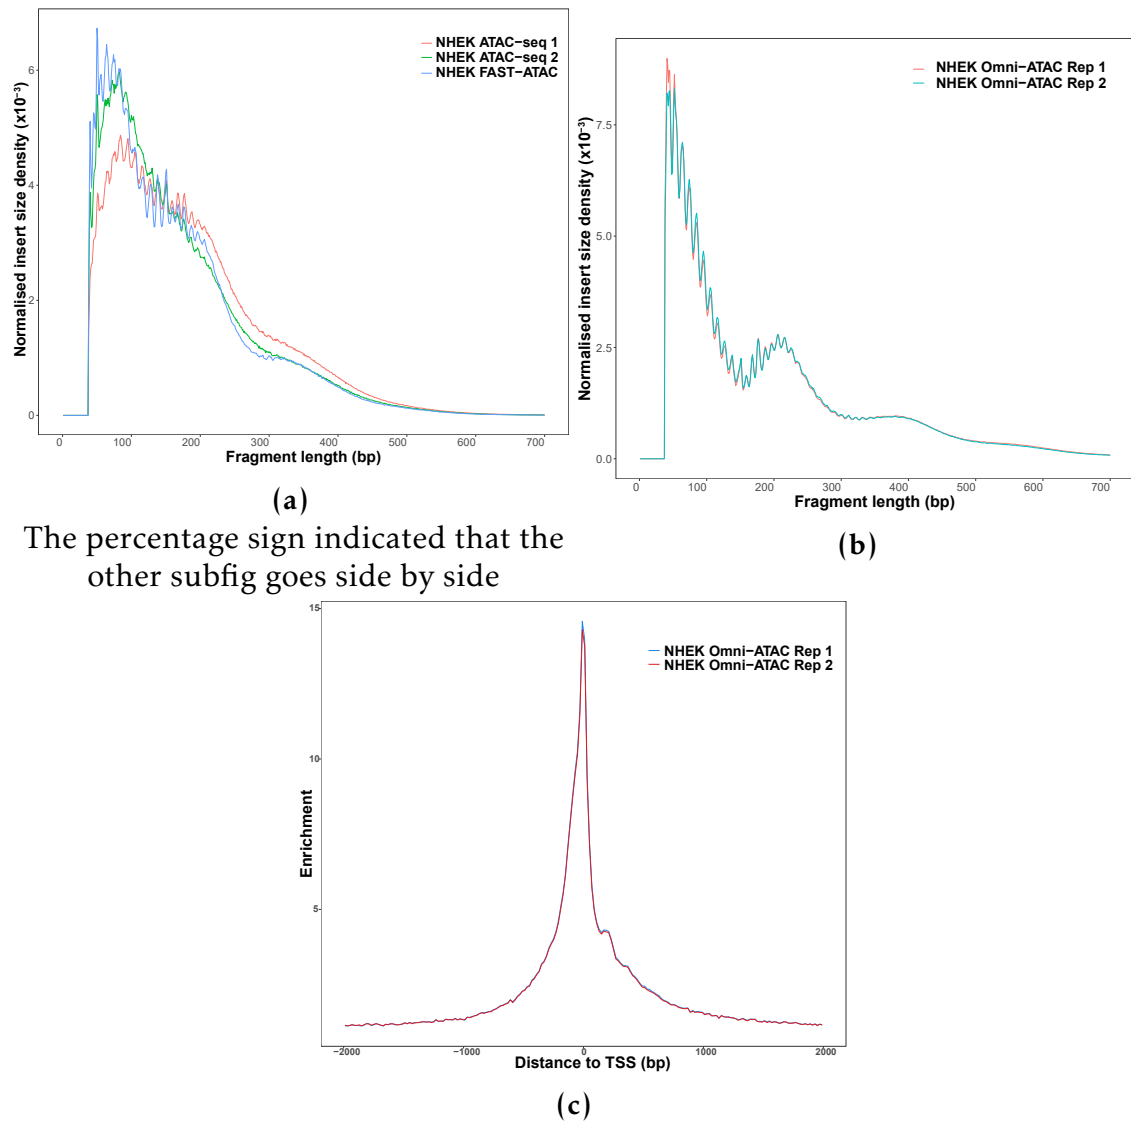 NHEK ATAC−seq 1
NHEK ATAC−seq 2
NHEK FAST−ATAC
Normalised insert size density (x10⁻³)
6
4
2
0
0 100 200 300 400 500 600 700
Fragment length (bp)
(a)
The percentage sign indicated that the
other subfig goes side by side
NHEK Omni−ATAC Rep 1
NHEK Omni−ATAC Rep 2
Normalised insert size density (x10⁻³)
7.5
5.0
2.5
0.0
0 100 200 300 400 500 600 700
Fragment length (bp)
(b)
NHEK Omni−ATAC Rep 1
NHEK Omni−ATAC Rep 2
Enrichment
15
10
5
−2000 −1000 0 1000 2000
Distance to TSS (bp)
(c)